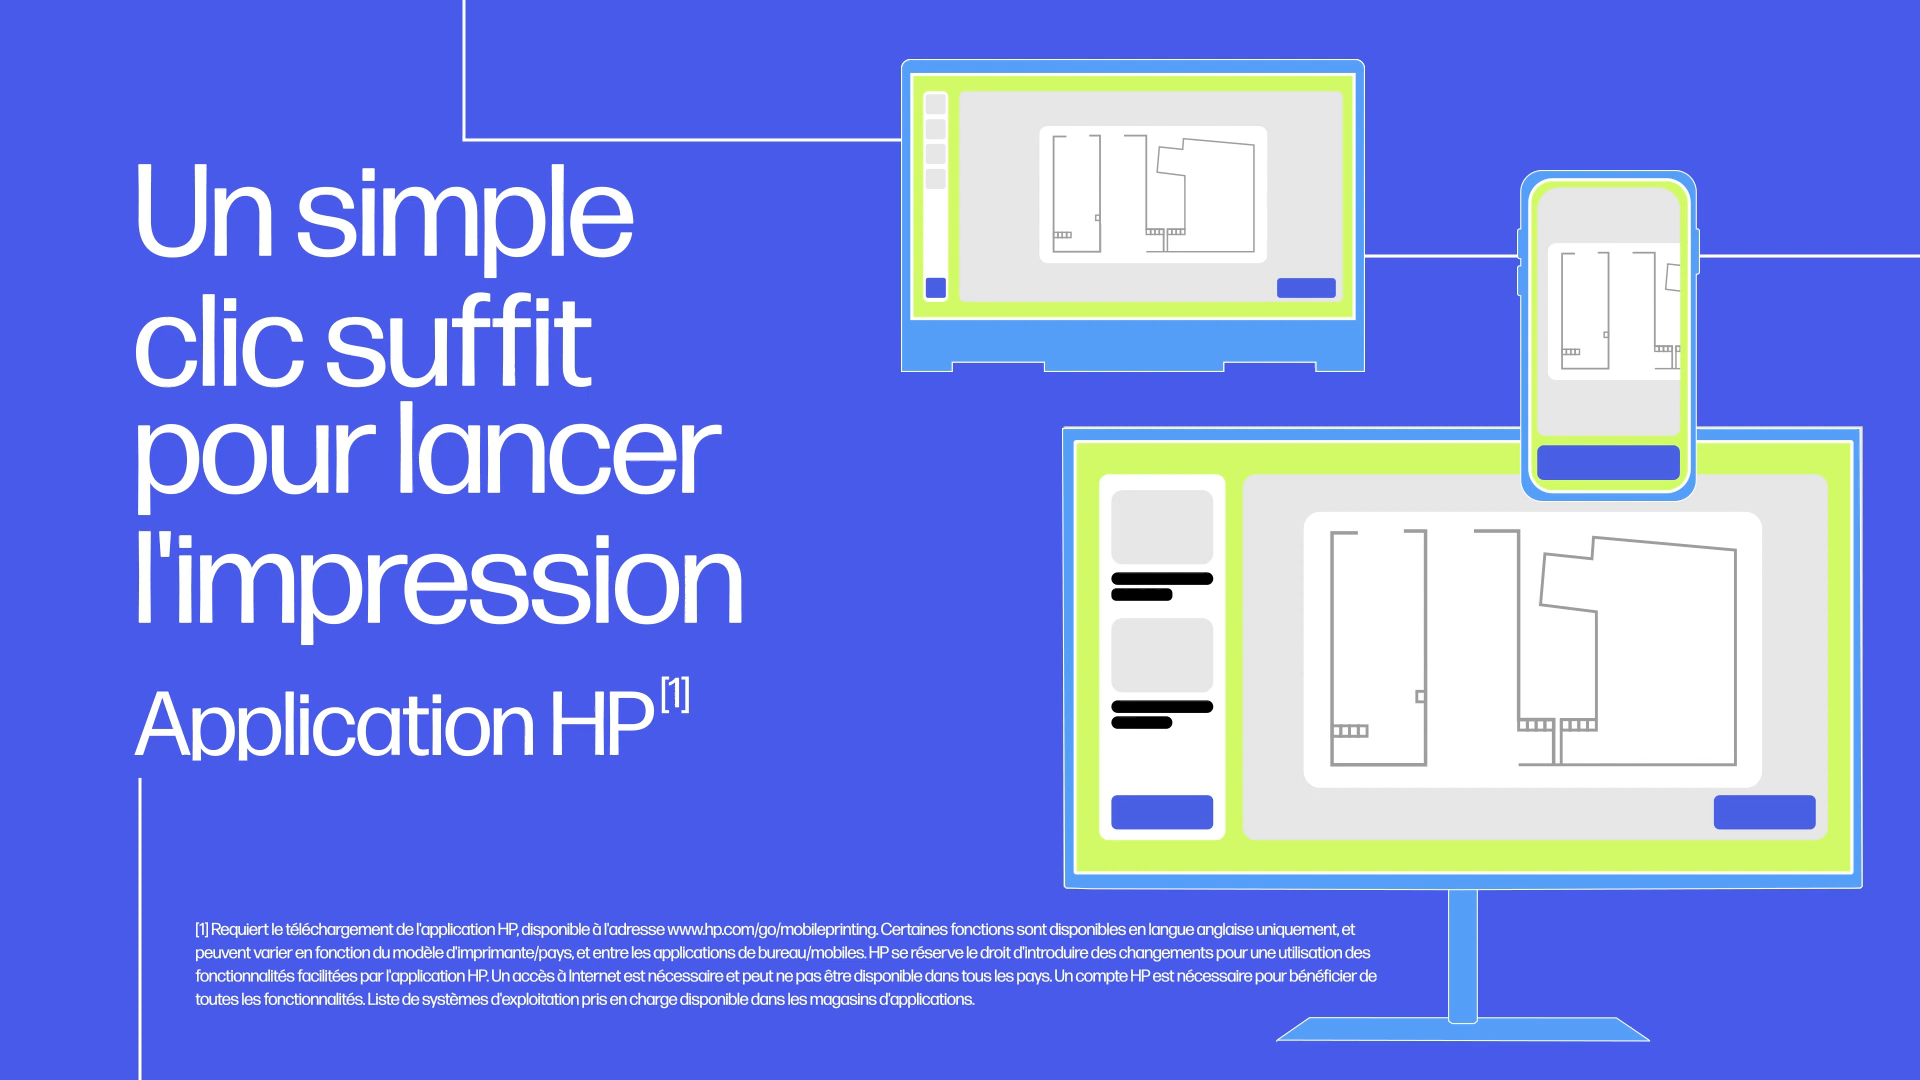 Un simple
clic suffit
pour lancer
l'impression
Application HP[1]
[1] Requiert le téléchargement de l'application HP, disponible à l'adresse www.hp.com/go/mobileprinting. Certaines fonctions sont disponibles en langue anglaise uniquement, et
peuvent varier en fonction du modèle d'imprimante/pays, et entre les applications de bureau/mobiles. HP se réserve le droit d'introduire des changements pour une utilisation des
fonctionnalités facilitées par l'application HP. Un accès à Internet est nécessaire et peut ne pas être disponible dans tous les pays. Un compte HP est nécessaire pour bénéficier de
toutes les fonctionnalités. Liste de systèmes d'exploitation pris en charge disponible dans les magasins d'applications.